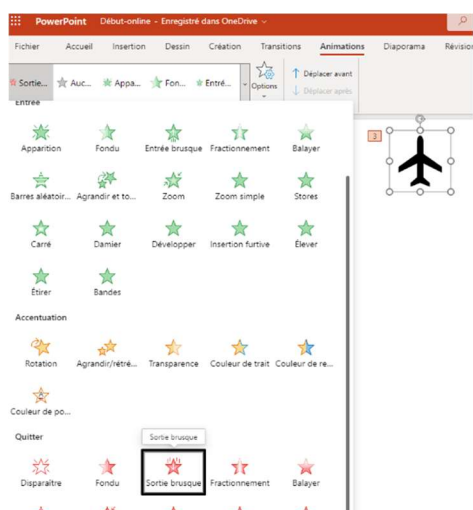 PowerPoint Début-online - Enregistré dans OneDrive
Fichier Accueil Insertion Dessin Création Transitions Animations Diaporama Révision
Sortie... Auc... Appa... Fon... Entré... Options Déplacer avant
Déplacer après
Entrée
3
Apparition Fondu Entrée brusque Fractionnement Balayer
Barres aléatoir... Agrandir et to... Zoom Zoom simple Stores
Carré Damier Développer Insertion furtive Élever
Étirer Bandes
Accentuation
Rotation Agrandir/rétré... Transparence Couleur de trait Couleur de re...
Couleur de po...
Quitter Sortie brusque
Disparaître Fondu Sortie brusque Fractionnement Balayer